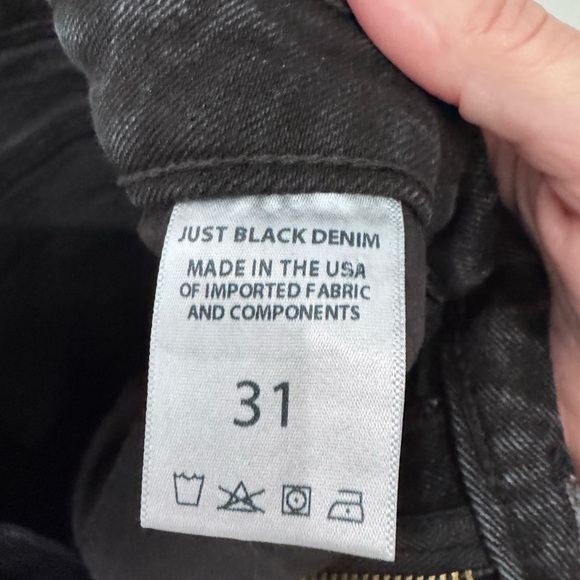 JUST BLACK DENIM
MADE IN THE USA
OF IMPORTED FABRIC
AND COMPONENTS
31